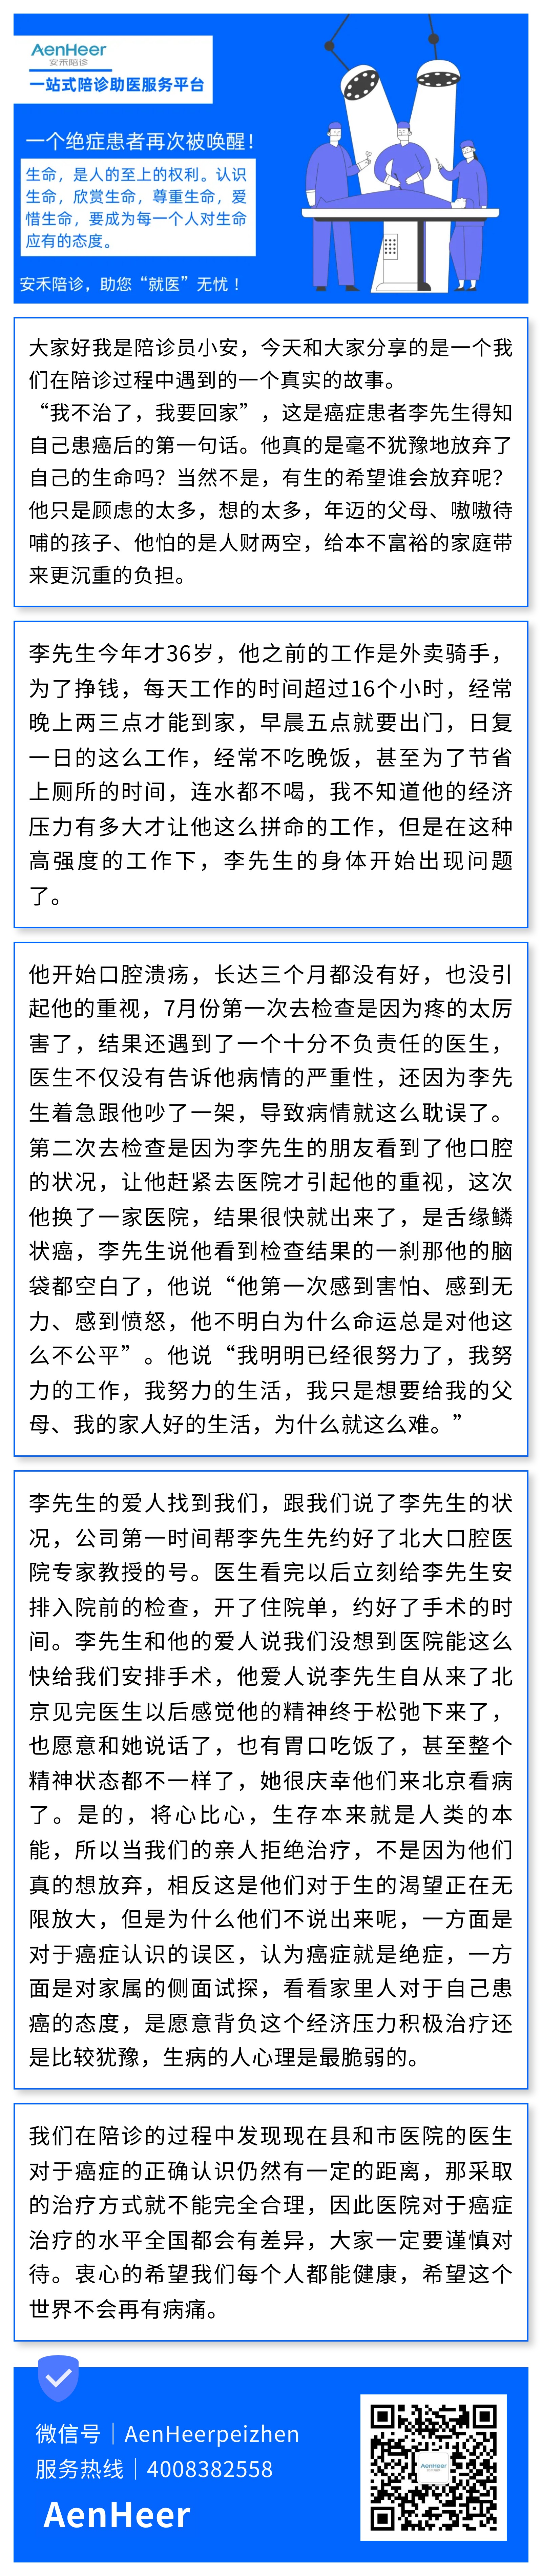 AenHeer
安禾陪诊
一站式陪诊助医服务平台
一个绝症患者再次被唤醒！
生命，是人的至上的权利。认识
生命，欣赏生命，尊重生命，爱
惜生命，要成为每一个人对生命
应有的态度。
安禾陪诊，助您“就医”无忧！
大家好我是陪诊员小安，今天和大家分享的是一个我
们在陪诊过程中遇到的一个真实的故事。
“我不治了，我要回家”，这是癌症患者李先生得知
自己患癌后的第一句话。他真的是毫不犹豫地放弃了
自己的生命吗？当然不是，有生的希望谁会放弃呢？
他只是顾虑的太多，想的太多，年迈的父母、嗷嗷待
哺的孩子、他怕的是人财两空，给本不富裕的家庭带
来更沉重的负担。
李先生今年才36岁，他之前的工作是外卖骑手，
为了挣钱，每天工作的时间超过16个小时，经常
晚上两三点才能到家，早晨五点就要出门，日复
一日的这么工作，经常不吃晚饭，甚至为了节省
上厕所的时间，连水都不喝，我不知道他的经济
压力有多大才让他这么拼命的工作，但是在这种
高强度的工作下，李先生的身体开始出现问题
了。
他开始口腔溃疡，长达三个月都没有好，也没引
起他的重视，7月份第一次去检查是因为疼的太厉
害了，结果还遇到了一个十分不负责任的医生，
医生不仅没有告诉他病情的严重性，还因为李先
生着急跟他吵了一架，导致病情就这么耽误了。
第二次去检查是因为李先生的朋友看到了他口腔
的状况，让他赶紧去医院才引起他的重视，这次
他换了一家医院，结果很快就出来了，是舌缘鳞
状癌，李先生说他看到检查结果的一刹那他的脑
袋都空白了，他说“他第一次感到害怕、感到无
力、感到愤怒，他不明白为什么命运总是对他这
么不公平”。他说“我明明已经很努力了，我努
力的工作，我努力的生活，我只是想要给我的父
母、我的家人好的生活，为什么就这么难。”
李先生的爱人找到我们，跟我们说了李先生的状
况，公司第一时间帮李先生先约好了北大口腔医
院专家教授的号。医生看完以后立刻给李先生安
排入院前的检查，开了住院单，约好了手术的时
间。李先生和他的爱人说我们没想到医院能这么
快给我们安排手术，他爱人说李先生自从来了北
京见完医生以后感觉他的精神终于松弛下来了，
也愿意和她说话了，也有胃口吃饭了，甚至整个
精神状态都不一样了，她很庆幸他们来北京看病
了。是的，将心比心，生存本来就是人类的本
能，所以当我们的亲人拒绝治疗，不是因为他们
真的想放弃，相反这是他们对于生的渴望正在无
限放大，但是为什么他们不说出来呢，一方面是
对于癌症认识的误区，认为癌症就是绝症，一方
面是对家属的侧面试探，看看家里人对于自己患
癌的态度，是愿意背负这个经济压力积极治疗还
是比较犹豫，生病的人心理是最脆弱的。
我们在陪诊的过程中发现现在县和市医院的医生
对于癌症的正确认识仍然有一定的距离，那采取
的治疗方式就不能完全合理，因此医院对于癌症
治疗的水平全国都会有差异，大家一定要谨慎对
待。衷心的希望我们每个人都能健康，希望这个
世界不会再有病痛。
微信号｜AenHeerpeizhen
服务热线｜4008382558
AenHeer
AenHeer